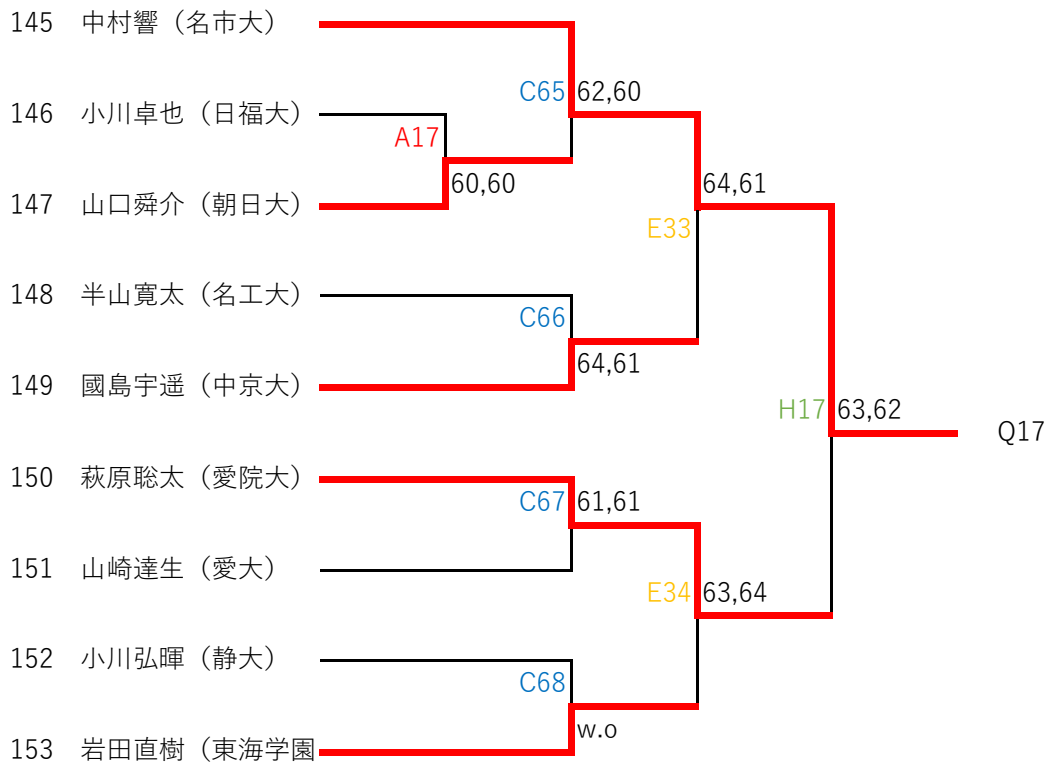 145 中村響（名市大）
C65 62,60
146 小川卓也（日福大）
A17
60,60
64,61
147 山口舜介（朝日大）
E33
148 半山寛太（名工大）
C66
64,61
149 國島宇遥（中京大）
H17 63,62
Q17
150 萩原聡太（愛院大）
C67 61,61
151 山崎達生（愛大）
E34 63,64
152 小川弘暉（静大）
C68
w.o
153 岩田直樹（東海学園